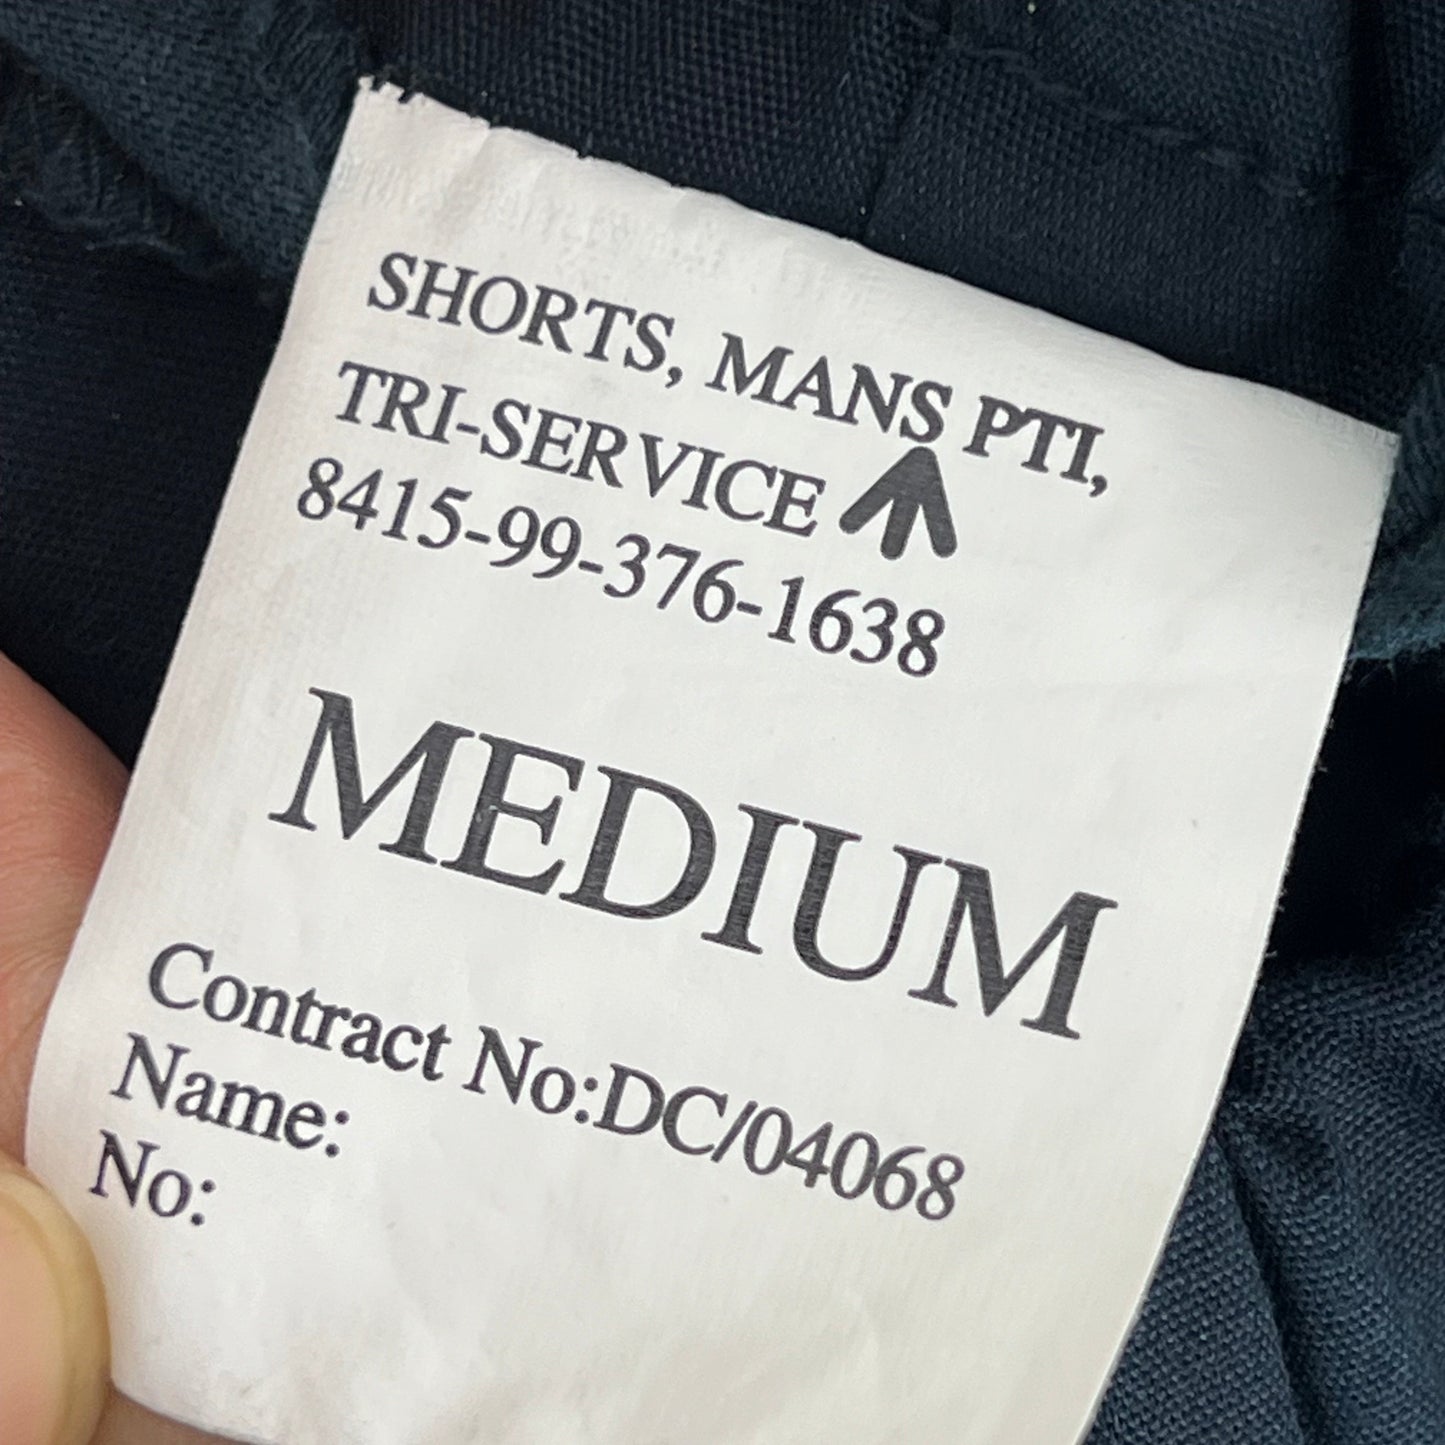 SHORTS, MANS PTI,
TRI-SERVICE
8415-99-376-1638
MEDIUM
Contract No:DC/04068
Name:
No: